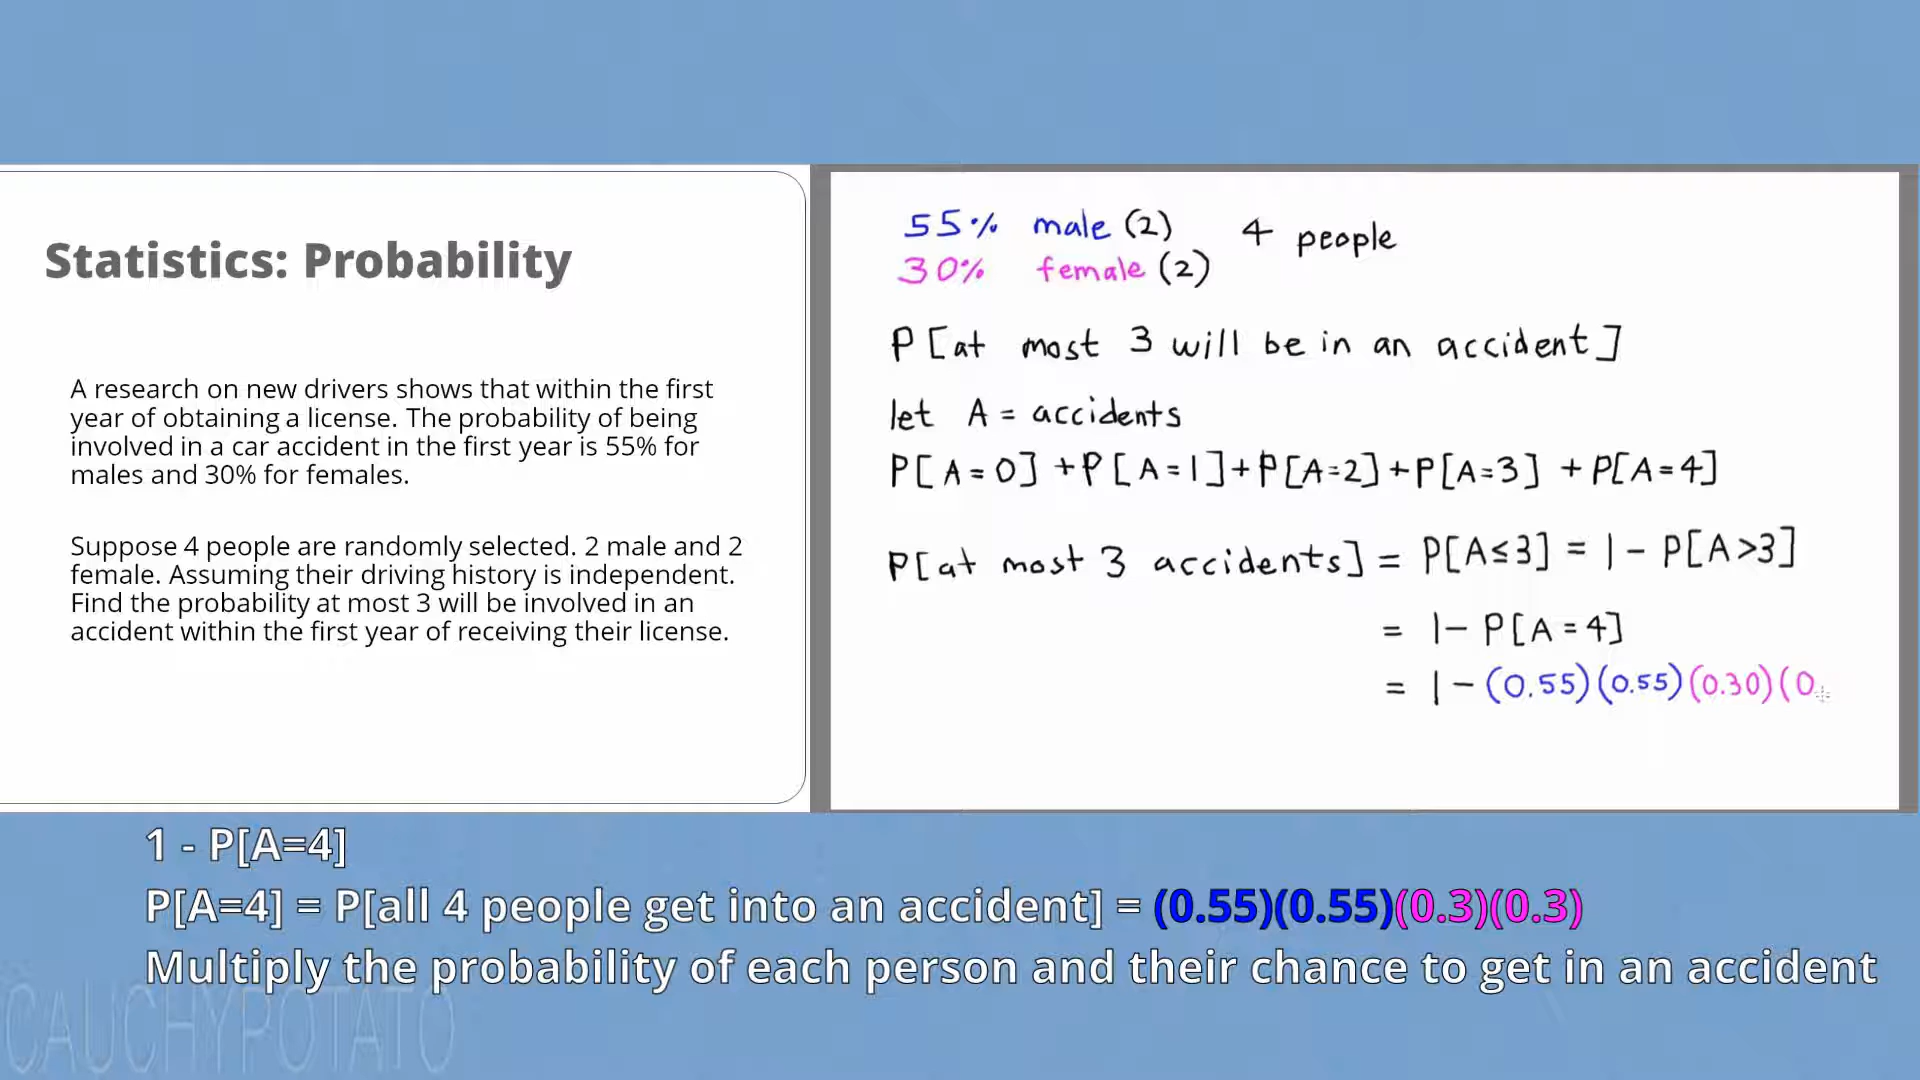 Statistics: Probability
A research on new drivers shows that within the first
year of obtaining a license. The probability of being
involved in a car accident in the first year is 55% for
males and 30% for females.
Suppose 4 people are randomly selected. 2 male and 2
female. Assuming their driving history is independent.
Find the probability at most 3 will be involved in an
accident within the first year of receiving their license.
55% male (2) 4 people
30% female (2)
P[at most 3 will be in an accident]
let A = accidents
P[A=0] + P[A=1] + P[A=2] + P[A=3] + P[A=4]
P[at most 3 accidents] = P[A≤3] = 1 - P[A>3]
= 1 - P[A=4]
= 1 - (0.55)(0.55)(0.30)(0.
1 - P[A=4]
P[A=4] = P[all 4 people get into an accident] = (0.55)(0.55)(0.3)(0.3)
Multiply the probability of each person and their chance to get in an accident
CAUCHYPOTATO